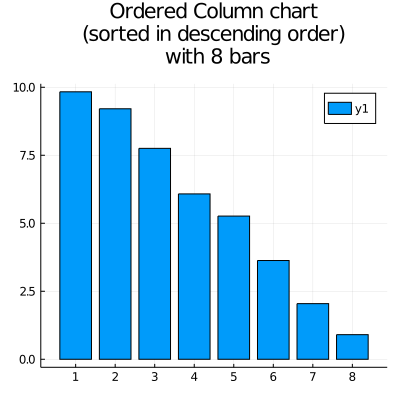 Ordered Column chart
(sorted in descending order)
with 8 bars
10.0
7.5
5.0
2.5
0.0
y1
1 2 3 4 5 6 7 8